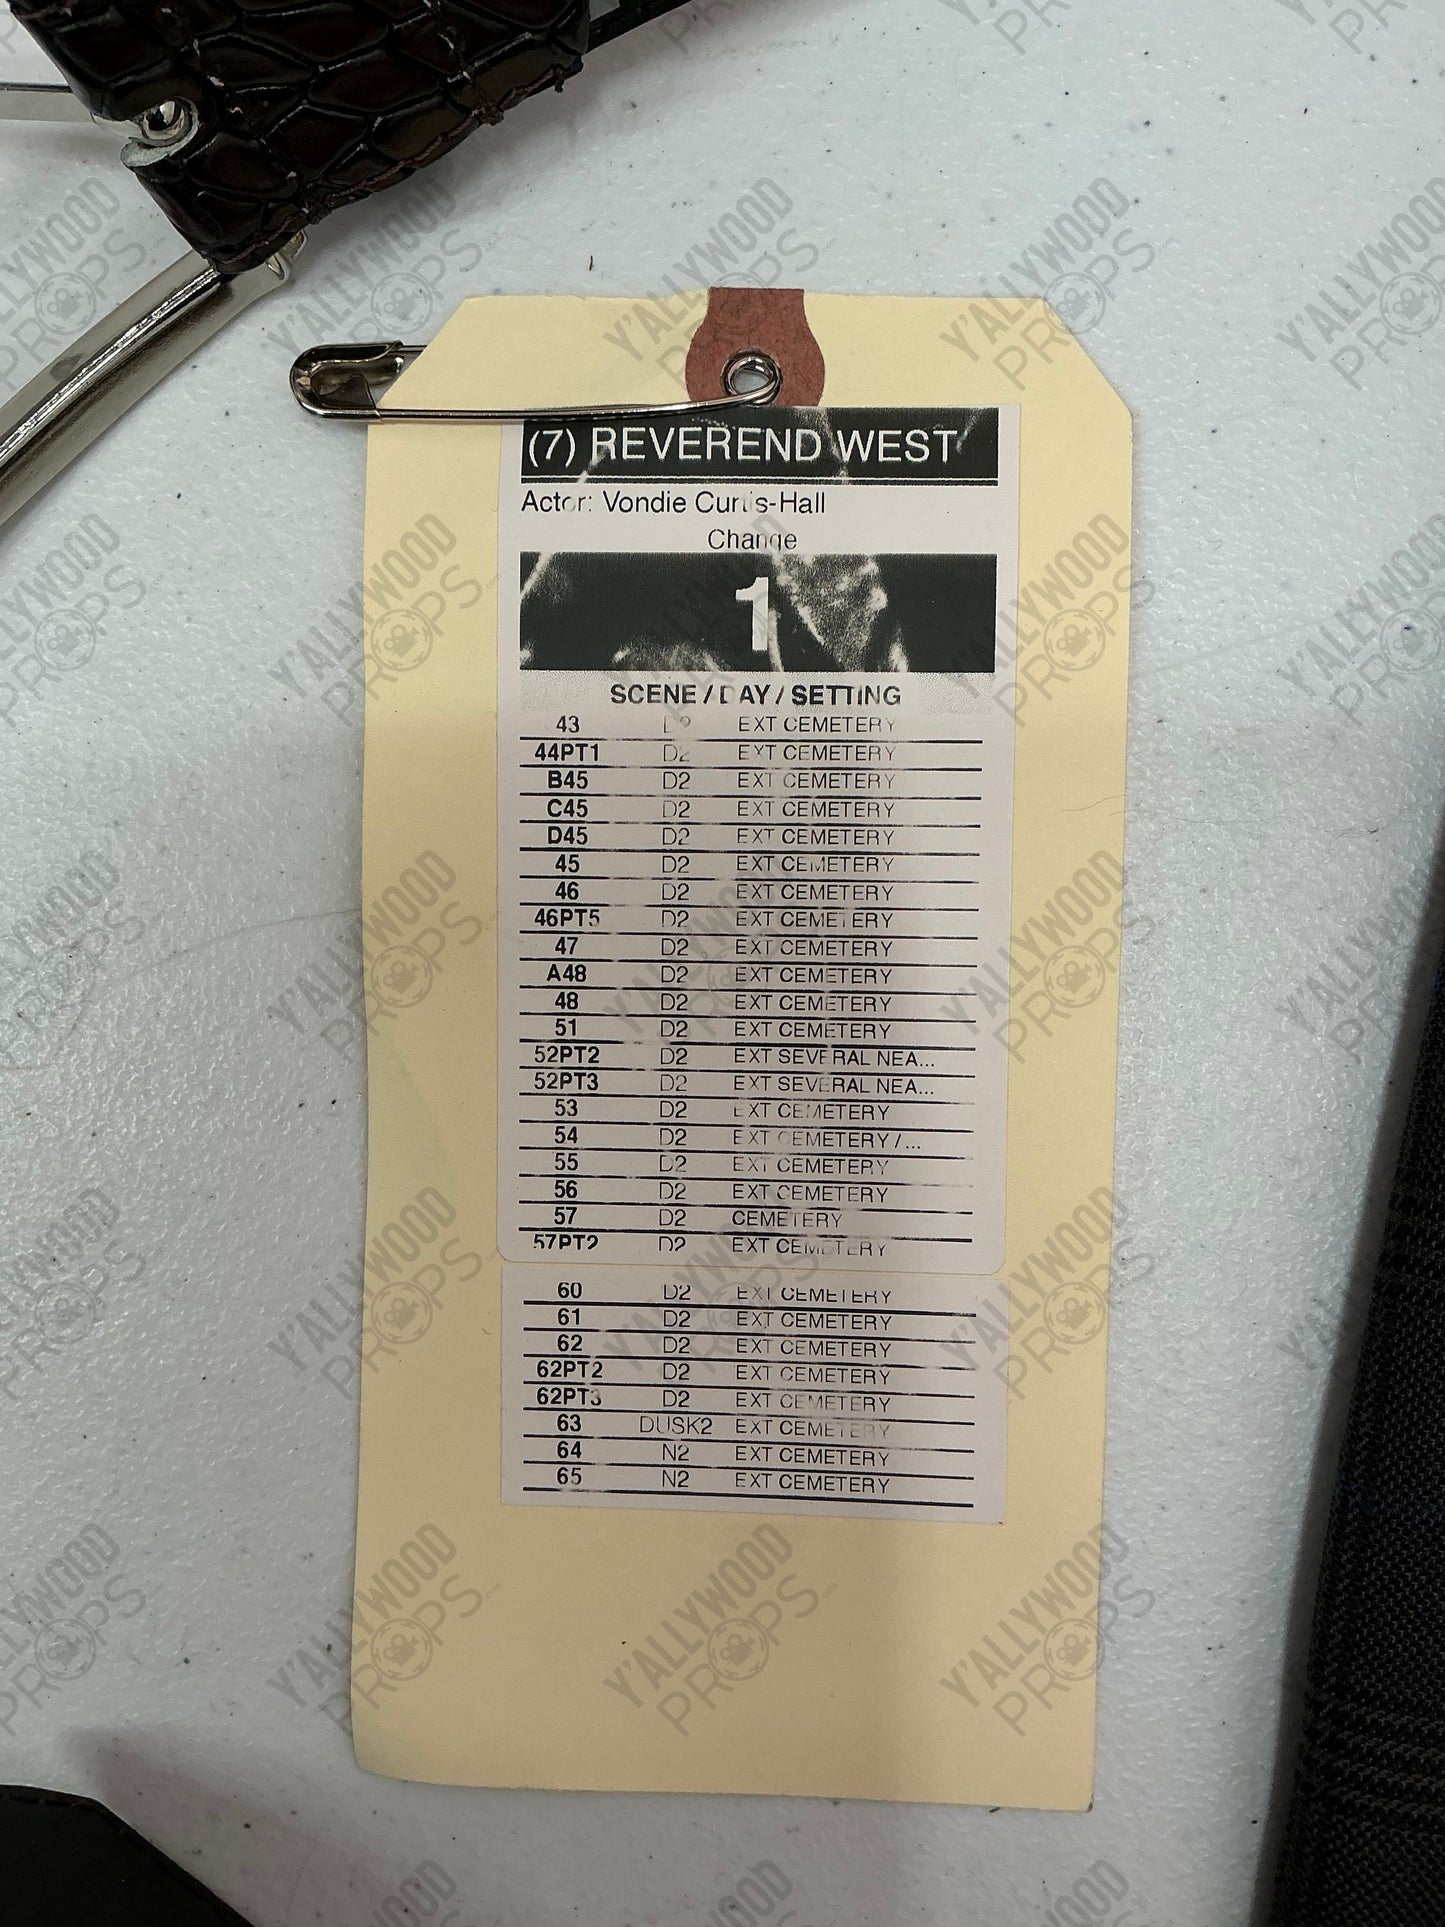 (7) REVEREND WEST
Actor: Vondie Curtis-Hall
Change
1
SCENE / DAY / SETTING
43 D2 EXT CEMETERY
44PT1 D2 EXT CEMETERY
B45 D2 EXT CEMETERY
C45 D2 EXT CEMETERY
D45 D2 EXT CEMETERY
45 D2 EXT CEMETERY
46 D2 EXT CEMETERY
46PT5 D2 EXT CEMETERY
47 D2 EXT CEMETERY
A48 D2 EXT CEMETERY
48 D2 EXT CEMETERY
51 D2 EXT CEMETERY
52PT2 D2 EXT SEVERAL NEA...
52PT3 D2 EXT SEVERAL NEA...
53 D2 EXT CEMETERY
54 D2 EXT CEMETERY / ...
55 D2 EXT CEMETERY
56 D2 EXT CEMETERY
57 D2 CEMETERY
57PT2 D2 EXT CEMETERY
60 D2 EXT CEMETERY
61 D2 EXT CEMETERY
62 D2 EXT CEMETERY
62PT2 D2 EXT CEMETERY
62PT3 D2 EXT CEMETERY
63 DUSK2 EXT CEMETERY
64 N2 EXT CEMETERY
65 N2 EXT CEMETERY
Y'ALLYWOOD
PROPS.com